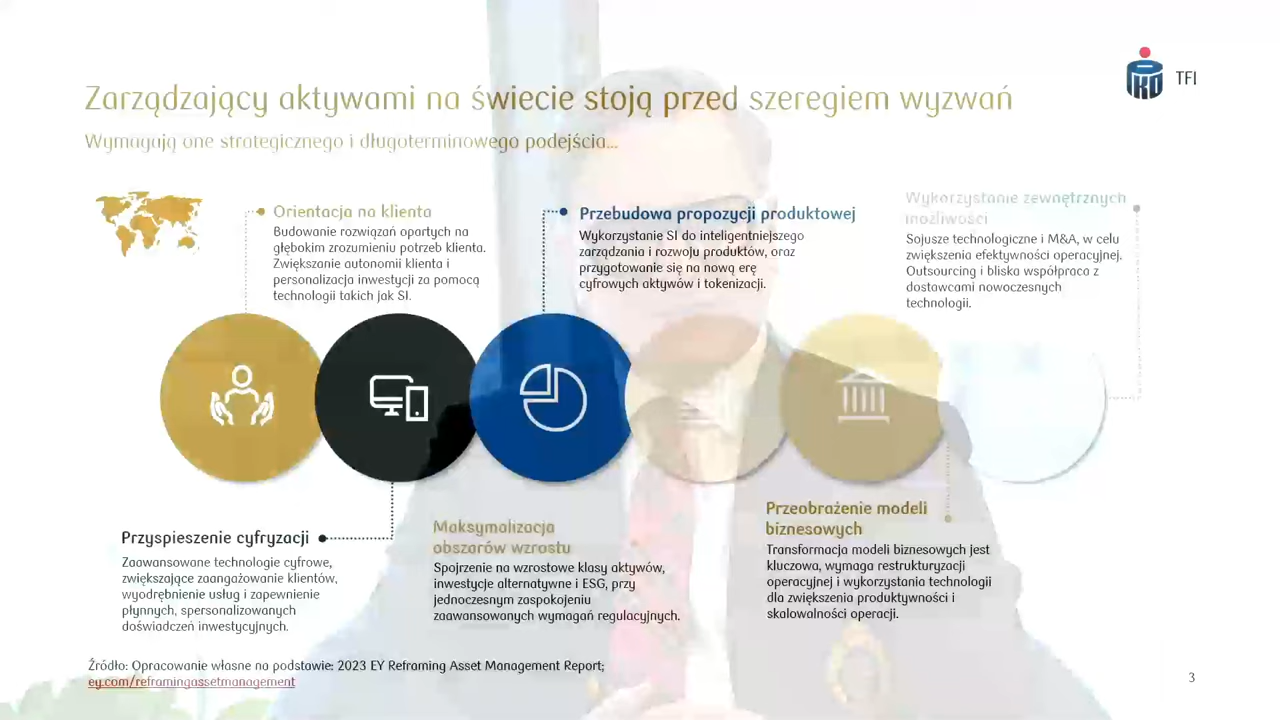 PKO TFI
Zarządzający aktywami na świecie stoją przed szeregiem wyzwań
Wymagają one strategicznego i długoterminowego podejścia...
Orientacja na klienta
Budowanie rozwiązań opartych na
głębokim zrozumieniu potrzeb klienta.
Zwiększanie autonomii klienta i
personalizacja inwestycji za pomocą
technologii takich jak SI.
Przebudowa propozycji produktowej
Wykorzystanie SI do inteligentniejszego
zarządzania i rozwoju produktów, oraz
przygotowanie się na nową erę
cyfrowych aktywów i tokenizacji.
Wykorzystanie zewnętrznych
możliwości
Sojusze technologiczne i M&A, w celu
zwiększenia efektywności operacyjnej.
Outsourcing i bliska współpraca z
dostawcami nowoczesnych
technologii.
Przyspieszenie cyfryzacji
Zaawansowane technologie cyfrowe,
zwiększające zaangażowanie klientów,
wyodrębnienie usług i zapewnienie
płynnych, spersonalizowanych
doświadczeń inwestycyjnych.
Maksymalizacja
obszarów wzrostu
Spojrzenie na wzrostowe klasy aktywów,
inwestycje alternatywne i ESG, przy
jednoczesnym zaspokojeniu
zaawansowanych wymagań regulacyjnych.
Przeobrażenie modeli
biznesowych
Transformacja modeli biznesowych jest
kluczowa, wymaga restrukturyzacji
operacyjnej i wykorzystania technologii
dla zwiększenia produktywności i
skalowalności operacji.
Źródło: Opracowanie własne na podstawie: 2023 EY Reframing Asset Management Report;
ey.com/reframingassetmanagement
3